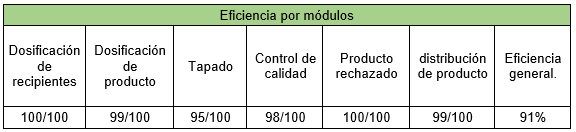 Eficiencia por módulos
Dosificación de recipientes
Dosificación de producto
Tapado
Control de calidad
Producto rechazado
distribución de producto
Eficiencia general.
100/100
99/100
95/100
98/100
100/100
99/100
91%